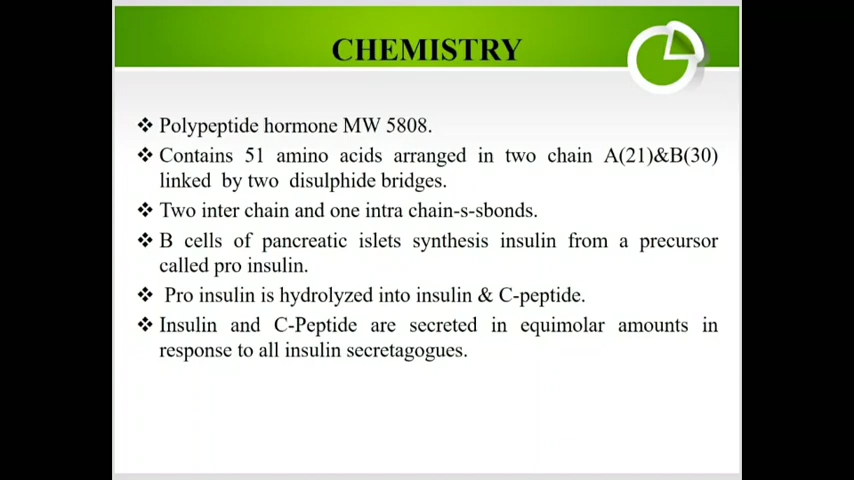 CHEMISTRY
❖ Polypeptide hormone MW 5808.
❖ Contains 51 amino acids arranged in two chain A(21)&B(30)
linked by two disulphide bridges.
❖ Two inter chain and one intra chain-s-sbonds.
❖ B cells of pancreatic islets synthesis insulin from a precursor
called pro insulin.
❖ Pro insulin is hydrolyzed into insulin & C-peptide.
❖ Insulin and C-Peptide are secreted in equimolar amounts in
response to all insulin secretagogues.